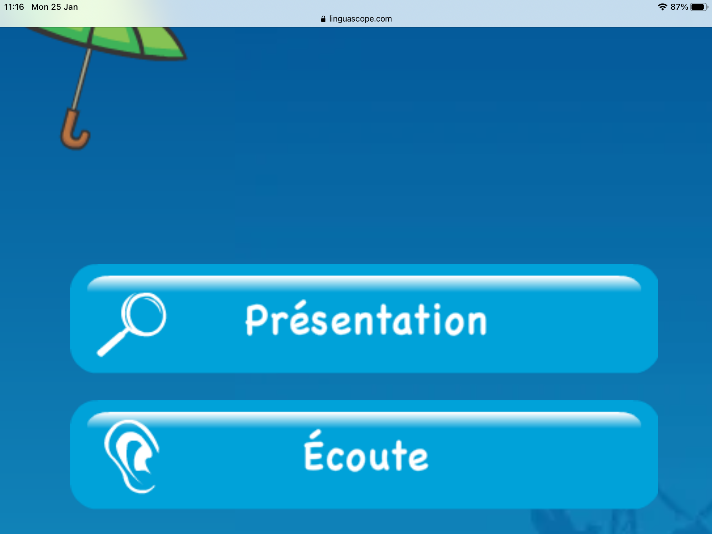 11:16 Mon 25 Jan
87%
linguascope.com
Présentation
Écoute